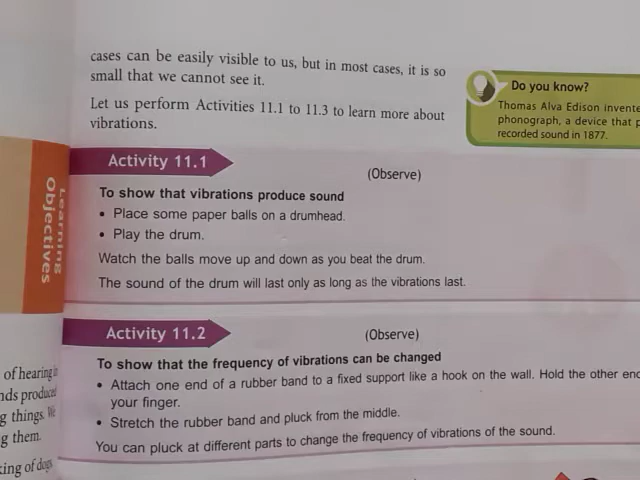 cases can be easily visible to us, but in most cases, it is so
small that we cannot see it.
Let us perform Activities 11.1 to 11.3 to learn more about
vibrations.
Do you know?
Thomas Alva Edison invente
phonograph, a device that p
recorded sound in 1877.
Learning
Objectives
Activity 11.1
(Observe)
To show that vibrations produce sound
• Place some paper balls on a drumhead.
• Play the drum.
Watch the balls move up and down as you beat the drum.
The sound of the drum will last only as long as the vibrations last.
Activity 11.2
(Observe)
To show that the frequency of vibrations can be changed
• Attach one end of a rubber band to a fixed support like a hook on the wall. Hold the other end
your finger.
• Stretch the rubber band and pluck from the middle.
You can pluck at different parts to change the frequency of vibrations of the sound.
of hearing
nds produced
g things. We
g them.
king of dogs